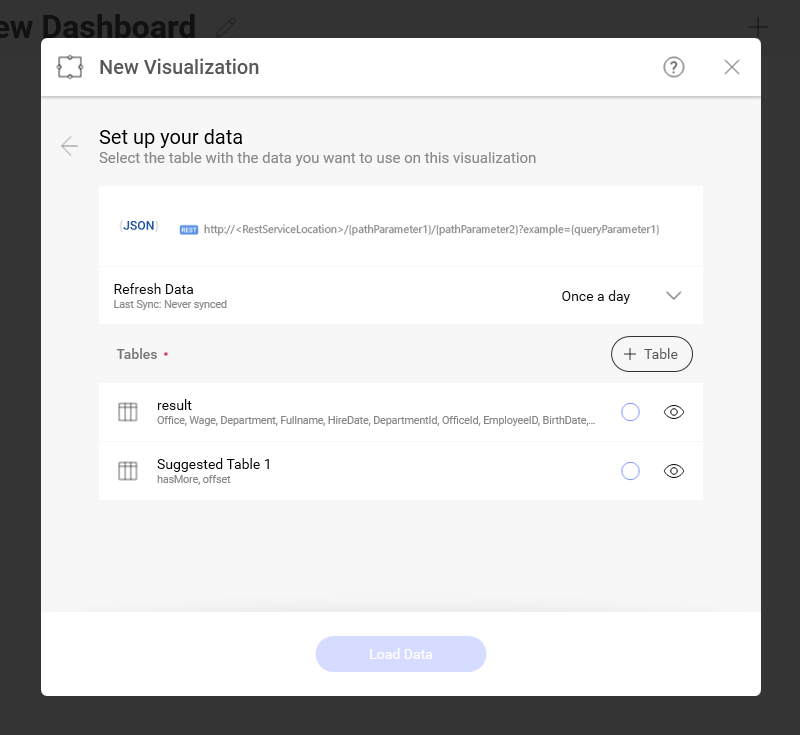 ew Dashboard
New Visualization
?
Set up your data
Select the table with the data you want to use on this visualization
{JSON}
REST http://<RestServiceLocation>/{pathParameter1}/{pathParameter2}?example={queryParameter1}
Refresh Data
Last Sync: Never synced
Once a day
Tables
+ Table
result
Office, Wage, Department, Fullname, HireDate, DepartmentId, OfficeId, EmployeeID, BirthDate,...
Suggested Table 1
hasMore, offset
Load Data